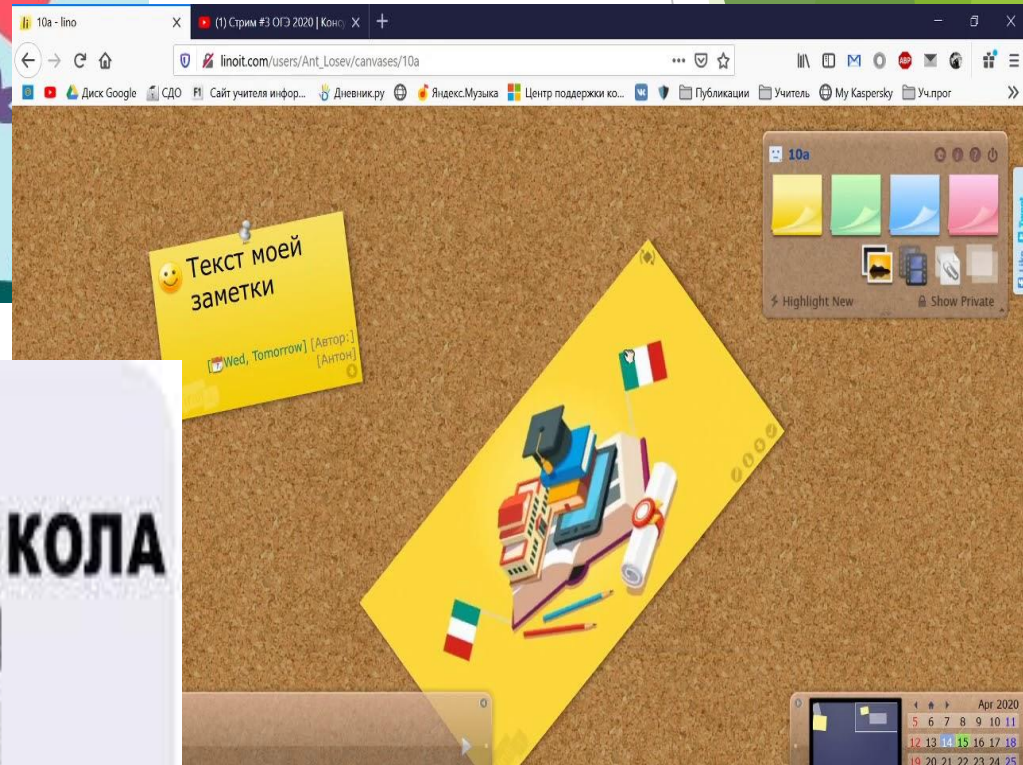 10a - lino
(1) Стрим #3 ОГЭ 2020 | Конс
linoit.com/users/Ant_Losev/canvases/10a
Диск Google СДО Сайт учителя инфор... Дневник.ру Яндекс.Музыка Центр поддержки ко... Публикации Учитель My Kaspersky Уч.прог
ABP
10a
Highlight New Show Private
Текст моей
заметки
[Wed, Tomorrow] [Автор:]
[Антон]
КОЛА
Apr 2020
5 6 7 8 9 10 11
12 13 14 15 16 17 18
19 20 21 22 23 24 25